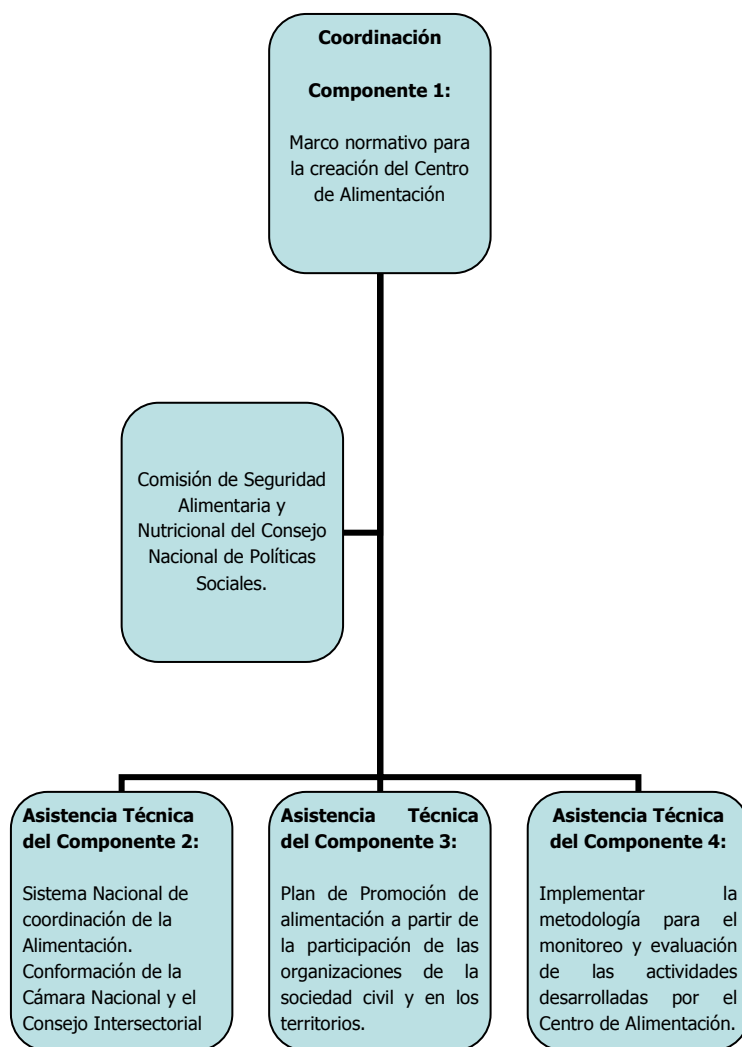 Coordinación
Componente 1:
Marco normativo para
la creación del Centro
de Alimentación
Comisión de Seguridad
Alimentaria y
Nutricional del Consejo
Nacional de Políticas
Sociales.
Asistencia Técnica
del Componente 2:
Sistema Nacional de
coordinación de la
Alimentación.
Conformación de la
Cámara Nacional y el
Consejo Intersectorial
Asistencia Técnica
del Componente 3:
Plan de Promoción de
alimentación a partir de
la participación de las
organizaciones de la
sociedad civil y en los
territorios.
Asistencia Técnica
del Componente 4:
Implementar la
metodología para el
monitoreo y evaluación
de las actividades
desarrolladas por el
Centro de Alimentación.